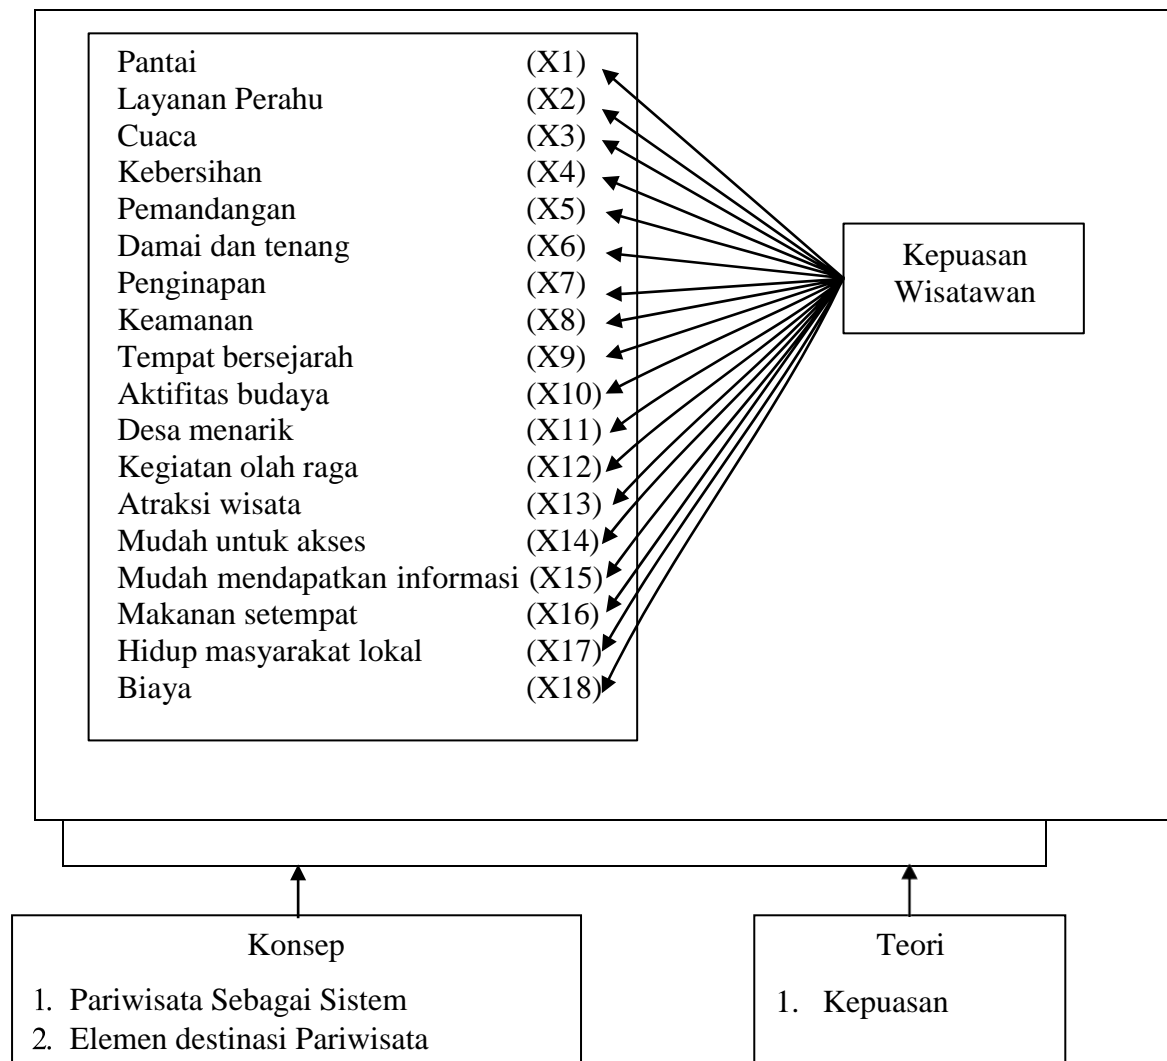 Pantai (X1)
Layanan Perahu (X2)
Cuaca (X3)
Kebersihan (X4)
Pemandangan (X5)
Damai dan tenang (X6)
Penginapan (X7)
Keamanan (X8)
Tempat bersejarah (X9)
Aktifitas budaya (X10)
Desa menarik (X11)
Kegiatan olah raga (X12)
Atraksi wisata (X13)
Mudah untuk akses (X14)
Mudah mendapatkan informasi (X15)
Makanan setempat (X16)
Hidup masyarakat lokal (X17)
Biaya (X18)
Kepuasan
Wisatawan
Konsep
1. Pariwisata Sebagai Sistem
2. Elemen destinasi Pariwisata
Teori
1. Kepuasan